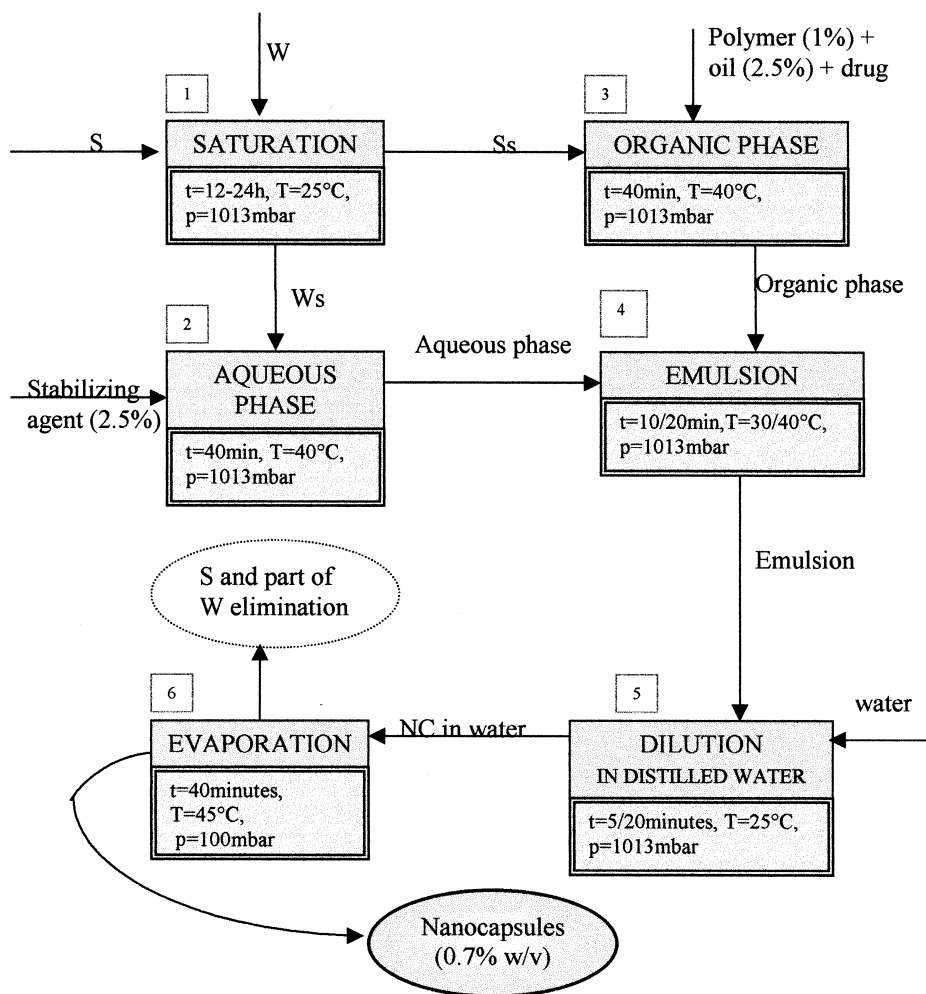 W
Polymer (1%) +
oil (2.5%) + drug
1
3
S
SATURATION
Ss
ORGANIC PHASE
t=12-24h, T=25°C,
p=1013mbar
t=40min, T=40°C,
p=1013mbar
Ws
Organic phase
2
4
Aqueous phase
AQUEOUS
PHASE
EMULSION
Stabilizing
agent (2.5%)
t=10/20min,T=30/40°C,
p=1013mbar
t=40min, T=40°C,
p=1013mbar
S and part of
W elimination
Emulsion
6
5
water
NC in water
EVAPORATION
DILUTION
IN DISTILLED WATER
t=40minutes,
T=45°C,
p=100mbar
t=5/20minutes, T=25°C,
p=1013mbar
Nanocapsules
(0.7% w/v)